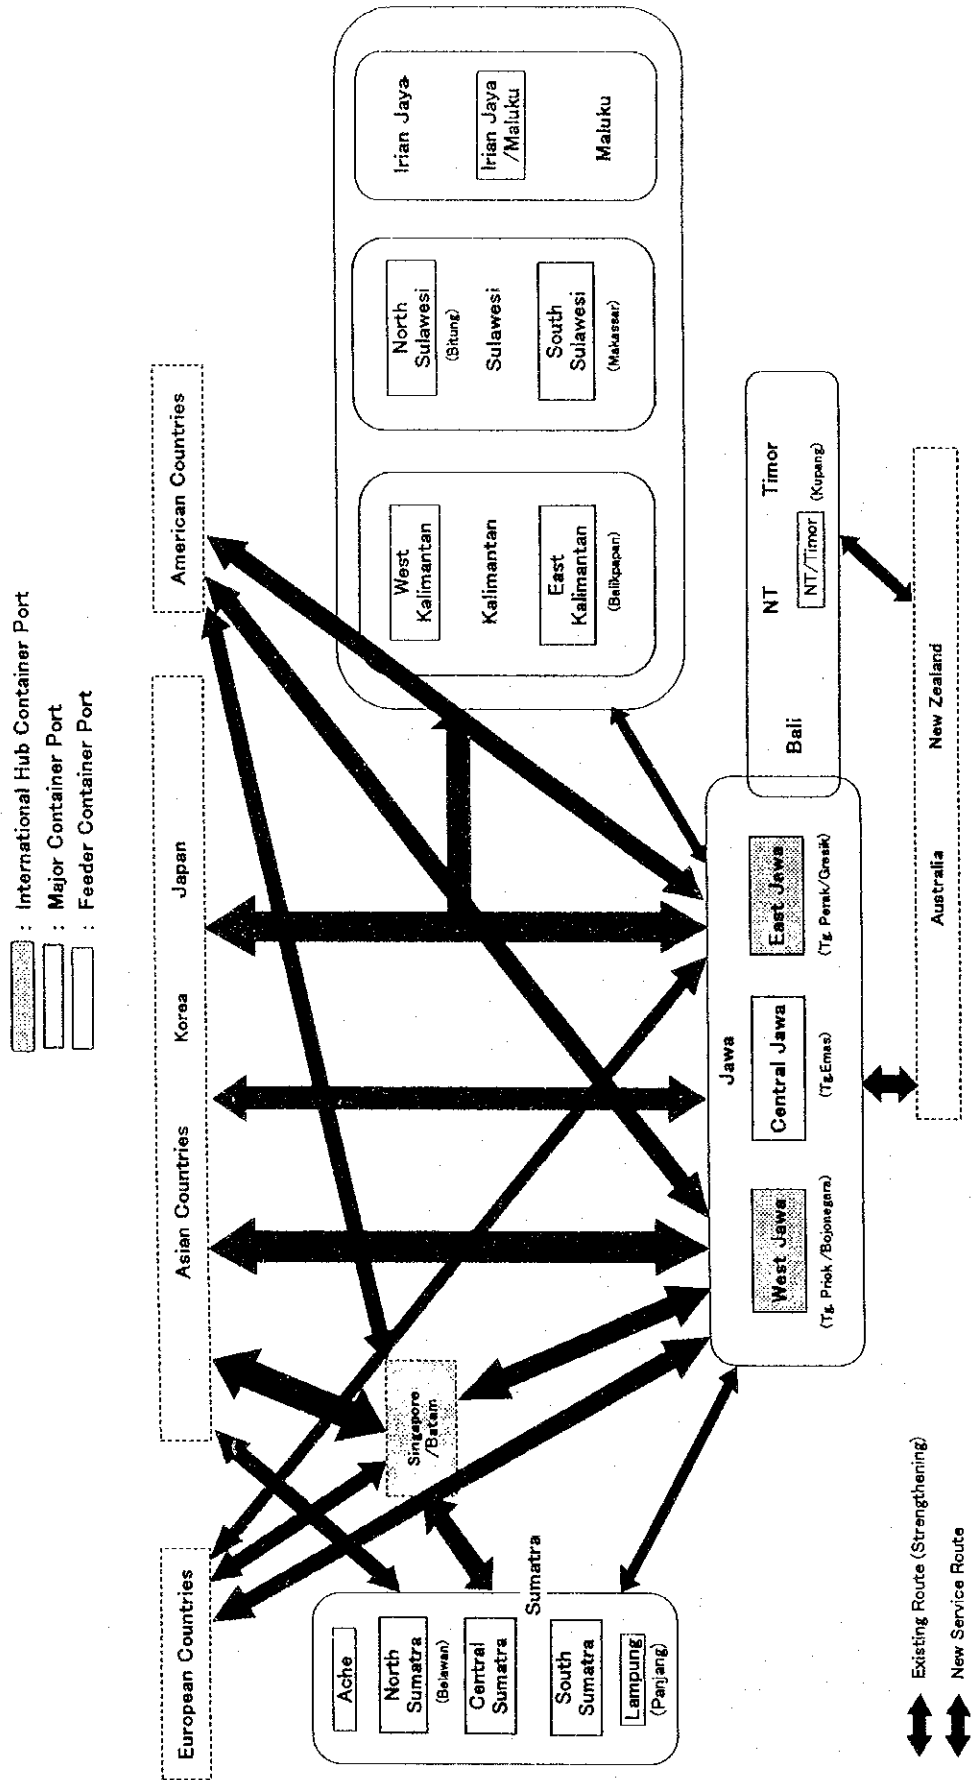 : International Hub Container Port
: Major Container Port
: Feeder Container Port
European Countries
Asian Countries
Korea
Japan
American Countries
Singapore
/Batam
Ache
North
Sumatra
(Belawan)
Central
Sumatra
South
Sumatra
Lampung
(Panjang)
Sumatra
West
Kalimantan
Kalimantan
East
Kalimantan
(Balikpapan)
North
Sulawesi
(Bitung)
Sulawesi
South
Sulawesi
(Makassar)
Irian Jaya
Irian Jaya
/Maluku
Maluku
Jawa
West Jawa
(Tg. Priok /Bojonegara)
Central Jawa
(Tg.Emas)
East Jawa
(Tg. Perak/Gresik)
Bali
NT
Timor
NT/Timor
(Kupang)
Australia
New Zealand
Existing Route (Strengthening)
New Service Route